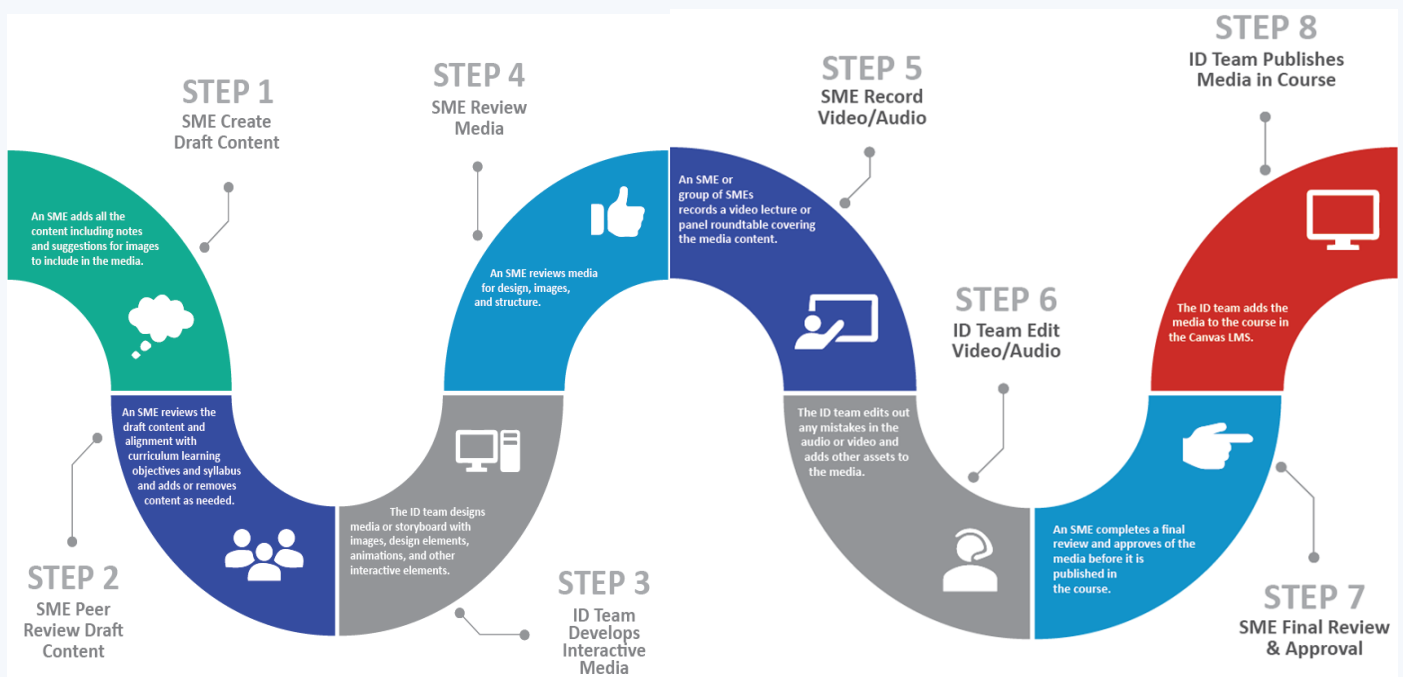 STEP 1
SME Create
Draft Content
An SME adds all the
content including notes
and suggestions for images
to include in the media.
STEP 2
SME Peer
Review Draft
Content
An SME reviews the
draft content and
alignment with
curriculum learning
objectives and syllabus
and adds or removes
content as needed.
STEP 3
ID Team
Develops
Interactive
Media
The ID team designs
media or storyboard with
images, design elements,
animations, and other
interactive elements.
STEP 4
SME Review
Media
An SME reviews media
for design, images,
and structure.
STEP 5
SME Record
Video/Audio
An SME or
group of SMEs
records a video lecture or
panel roundtable covering
the media content.
STEP 6
ID Team Edit
Video/Audio
The ID team edits out
any mistakes in the
audio or video and
adds other assets to
the media.
STEP 7
SME Final Review
& Approval
An SME completes a final
review and approves of the
media before it is
published in
the course.
STEP 8
ID Team Publishes
Media in Course
The ID team adds the
media to the course in
the Canvas LMS.